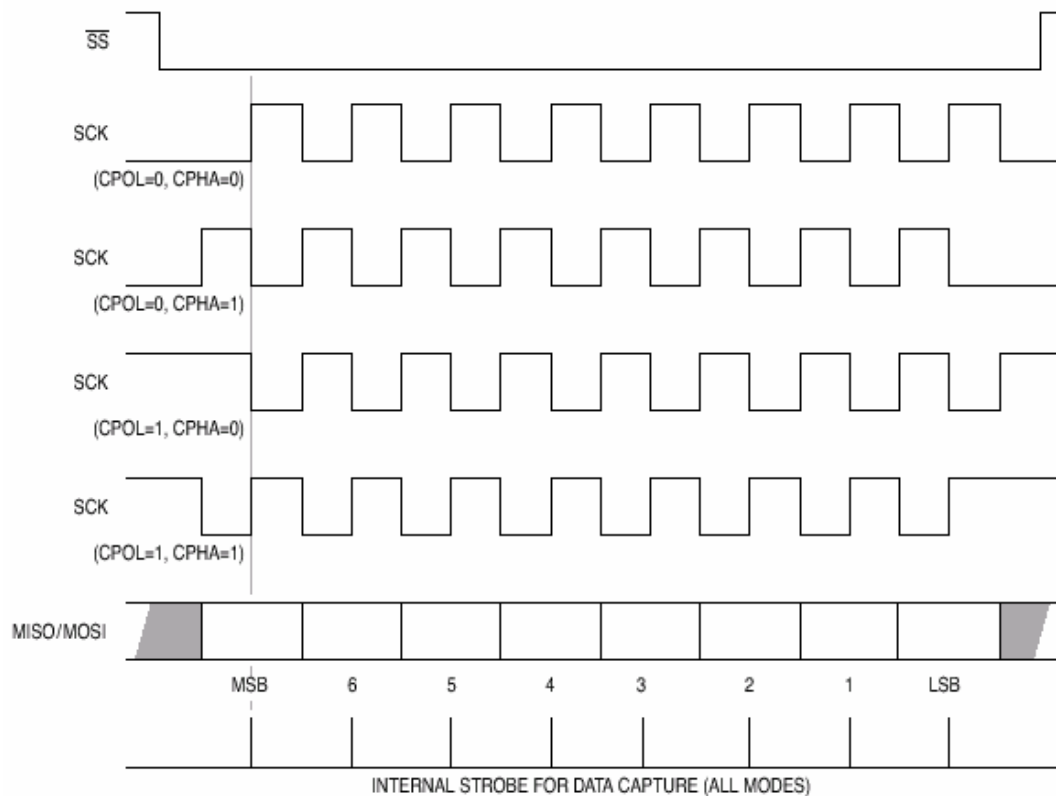 S̅S̅
SCK
(CPOL=0, CPHA=0)
SCK
(CPOL=0, CPHA=1)
SCK
(CPOL=1, CPHA=0)
SCK
(CPOL=1, CPHA=1)
MISO/MOSI
MSB 6 5 4 3 2 1 LSB
INTERNAL STROBE FOR DATA CAPTURE (ALL MODES)